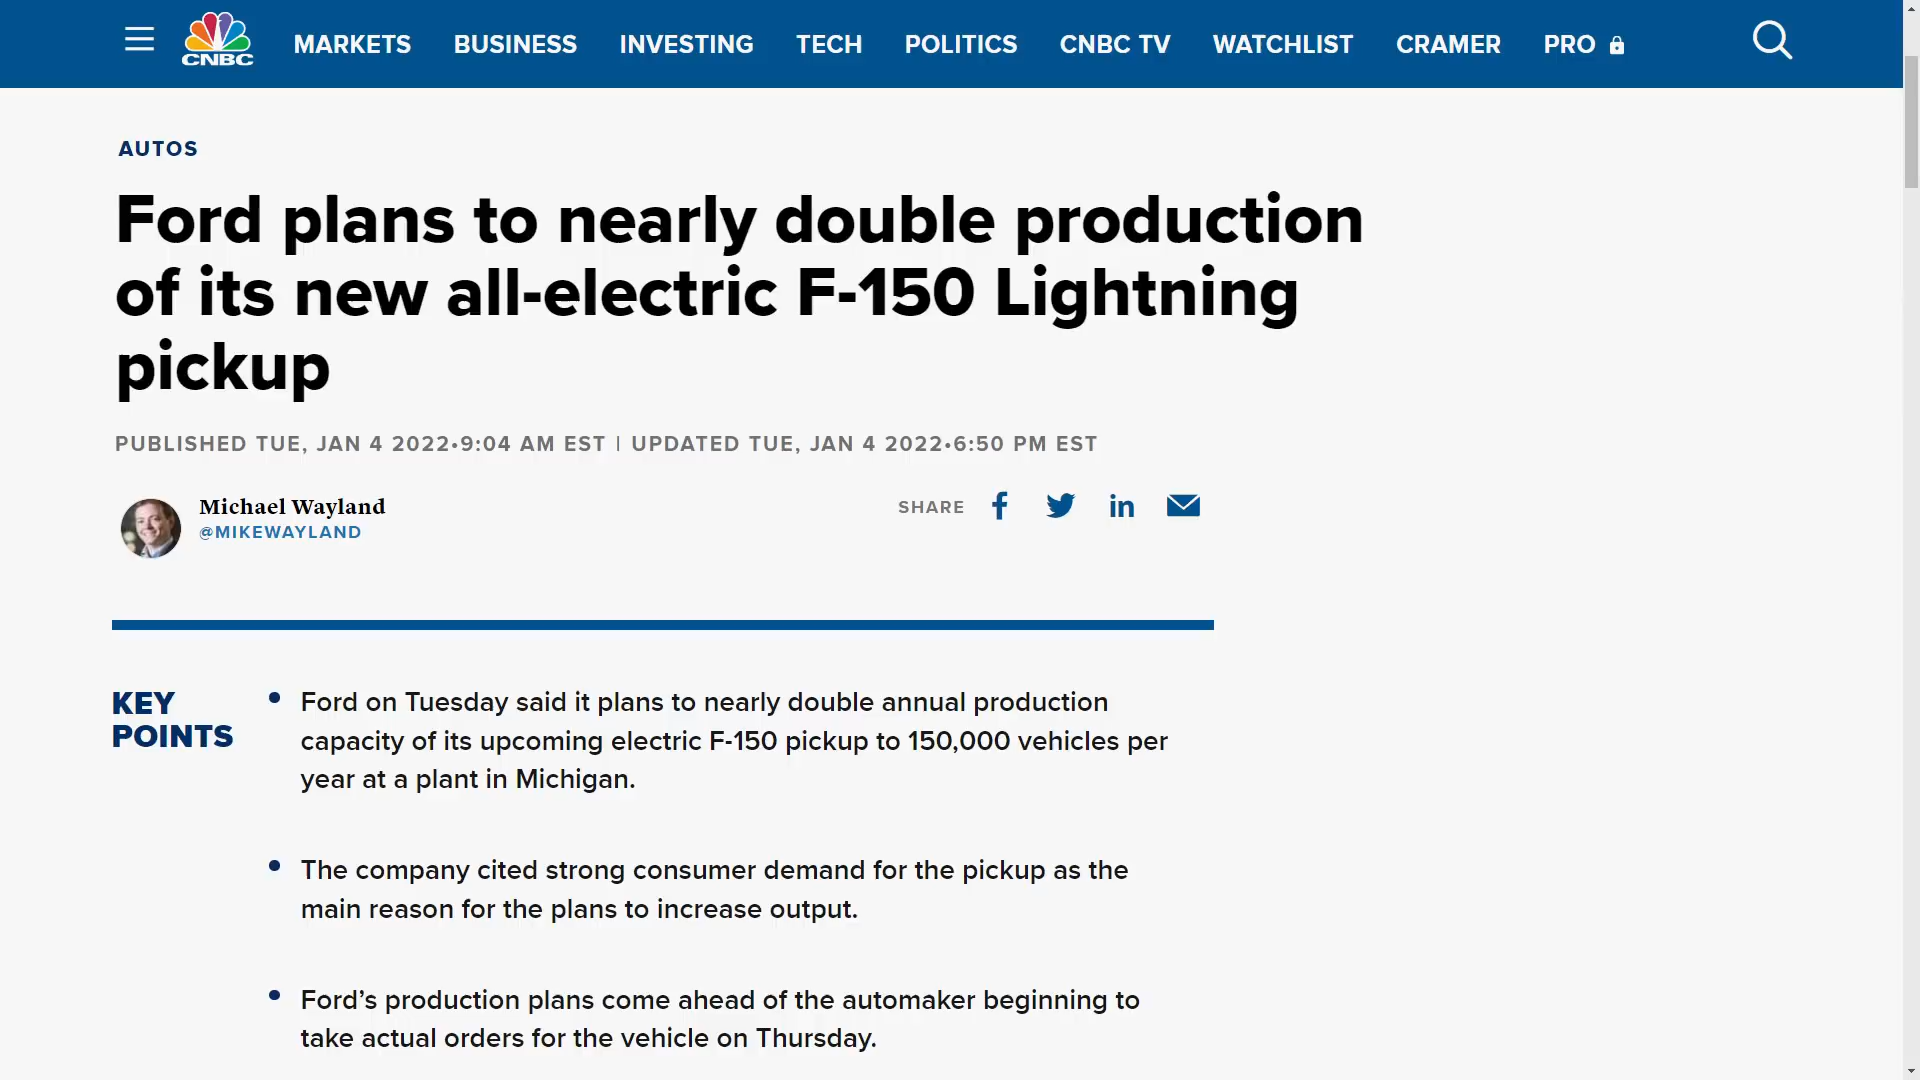 CNBC
MARKETS BUSINESS INVESTING TECH POLITICS CNBC TV WATCHLIST CRAMER PRO
AUTOS
Ford plans to nearly double production
of its new all-electric F-150 Lightning
pickup
PUBLISHED TUE, JAN 4 2022•9:04 AM EST | UPDATED TUE, JAN 4 2022•6:50 PM EST
Michael Wayland
@MIKEWAYLAND
SHARE
KEY
POINTS
• Ford on Tuesday said it plans to nearly double annual production
capacity of its upcoming electric F-150 pickup to 150,000 vehicles per
year at a plant in Michigan.
• The company cited strong consumer demand for the pickup as the
main reason for the plans to increase output.
• Ford’s production plans come ahead of the automaker beginning to
take actual orders for the vehicle on Thursday.